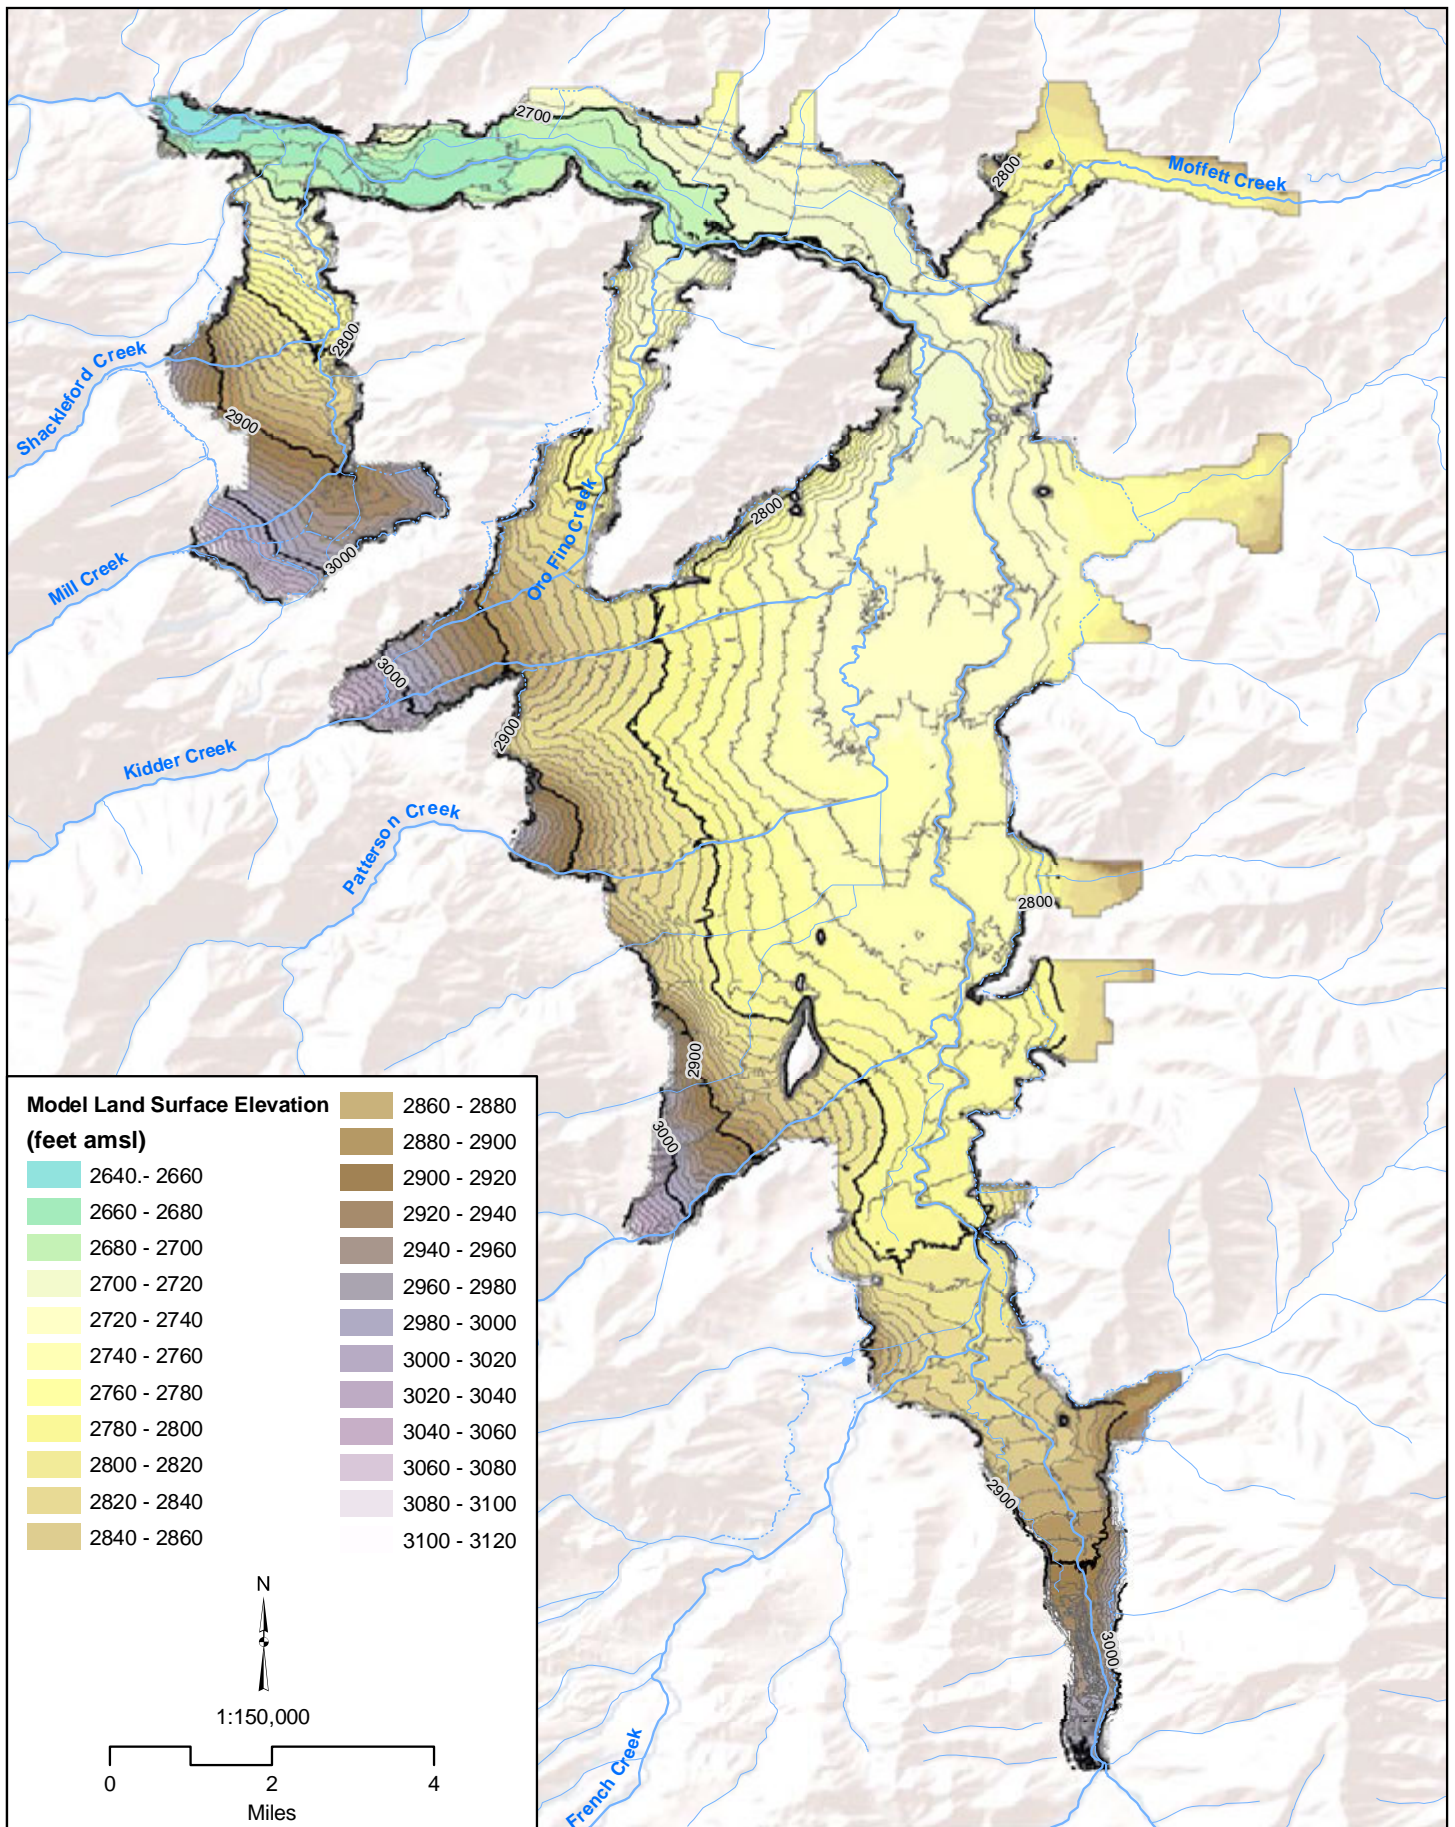 2700
2800
Moffett Creek
2800
Shackleford Creek
2900
2800
Oro Fino Creek
3000
Mill Creek
3000
2900
Kidder Creek
Patterson Creek
2800
2900
3000
2900
3000
French Creek
Model Land Surface Elevation
(feet amsl)
2640.- 2660
2660 - 2680
2680 - 2700
2700 - 2720
2720 - 2740
2740 - 2760
2760 - 2780
2780 - 2800
2800 - 2820
2820 - 2840
2840 - 2860
2860 - 2880
2880 - 2900
2900 - 2920
2920 - 2940
2940 - 2960
2960 - 2980
2980 - 3000
3000 - 3020
3020 - 3040
3040 - 3060
3060 - 3080
3080 - 3100
3100 - 3120
N
1:150,000
0 2 4
Miles